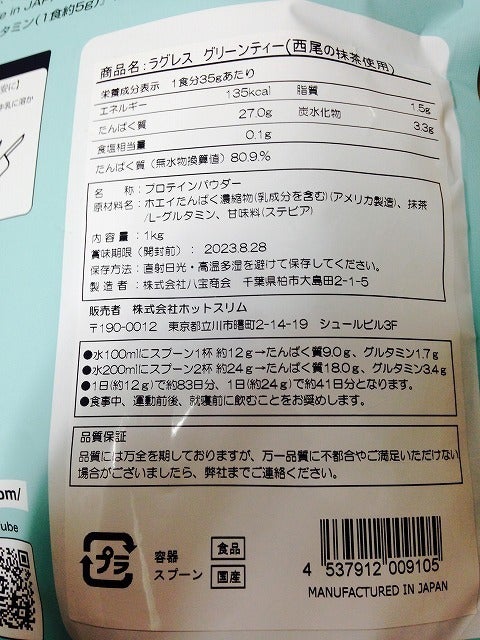 e in JAP
タミン(1食約5g)」
安に】
牛乳に溶か
商品名:ラグレス グリーンティー(西尾の抹茶使用)
栄養成分表示 1食分35gあたり
エネルギー 135kcal 脂質 1.5g
たんぱく質 27.0g 炭水化物 3.3g
食塩相当量 0.1g
たんぱく質(無水物換算値)80.9.%
名 称:プロテインパウダー
原材料名:ホエイたんぱく濃縮物(乳成分を含む)(アメリカ製造)、抹茶
/L-グルタミン、甘味料(ステビア)
内 容 量:1kg
賞味期限(開封前): 2023.8.28
保存方法:直射日光・高温多湿を避けて保存してください。
製 造 者:株式会社八宝商会 千葉県柏市大島田2-1-5
販売者 株式会社ホットスリム
〒190-0012 東京都立川市曙町2-14-19 シュールビル3F
●水100mlにスプーン1杯 約12g→たんぱく質9.0g、グルタミン1.7g
●水200mlにスプーン2杯 約24g→たんぱく質18.0g、グルタミン3.4g
●1日(約12g)で約83日分、1日(約24g)で約41日分となります。
●食事中、運動前後、就寝前に飲むことをお奨めします。
品質保証
品質には万全を期しておりますが、万一品質に不都合やご満足いただけない
場合がございましたら、弊社までご連絡ください。
om/
ube
プラ
容器
スプーン
食品
国産
4 537912 009105
MANUFACTURED IN JAPAN